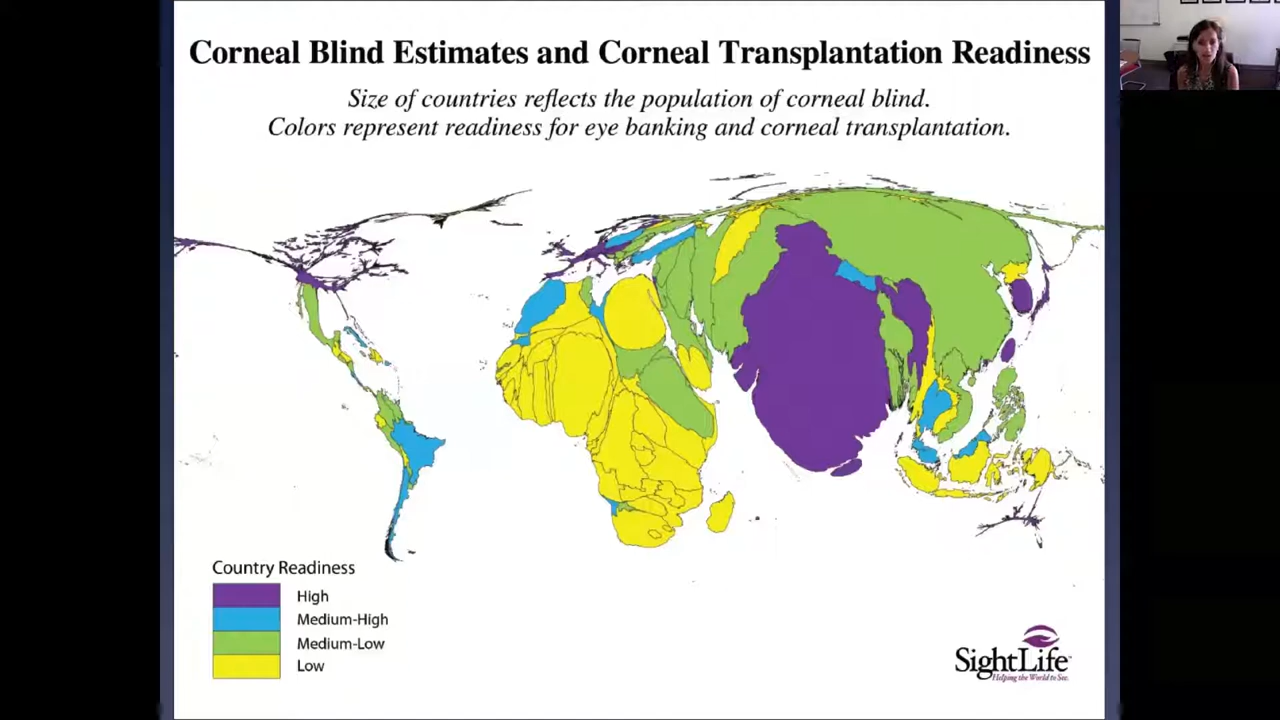 Corneal Blind Estimates and Corneal Transplantation Readiness
Size of countries reflects the population of corneal blind.
Colors represent readiness for eye banking and corneal transplantation.
Country Readiness
High
Medium-High
Medium-Low
Low
SightLife™
Helping the World to See.